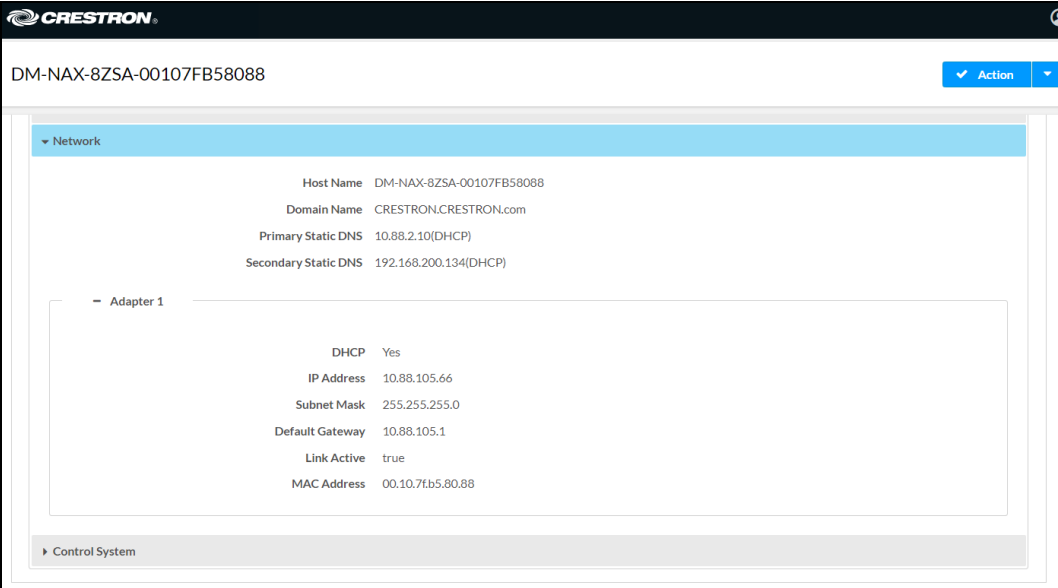 CRESTRON®
DM-NAX-8ZSA-00107FB58088
Action
Network
Host Name DM-NAX-8ZSA-00107FB58088
Domain Name CRESTRON.CRESTRON.com
Primary Static DNS 10.88.2.10(DHCP)
Secondary Static DNS 192.168.200.134(DHCP)
Adapter 1
DHCP Yes
IP Address 10.88.105.66
Subnet Mask 255.255.255.0
Default Gateway 10.88.105.1
Link Active true
MAC Address 00.10.7f.b5.80.88
Control System